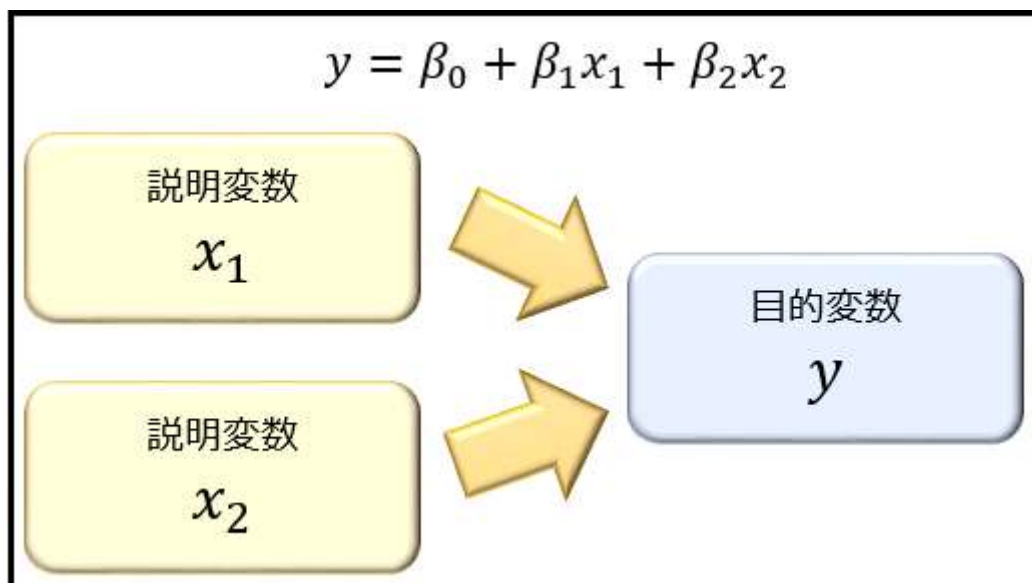 y = β₀ + β₁x₁ + β₂x₂
説明変数
x₁
目的変数
y
説明変数
x₂